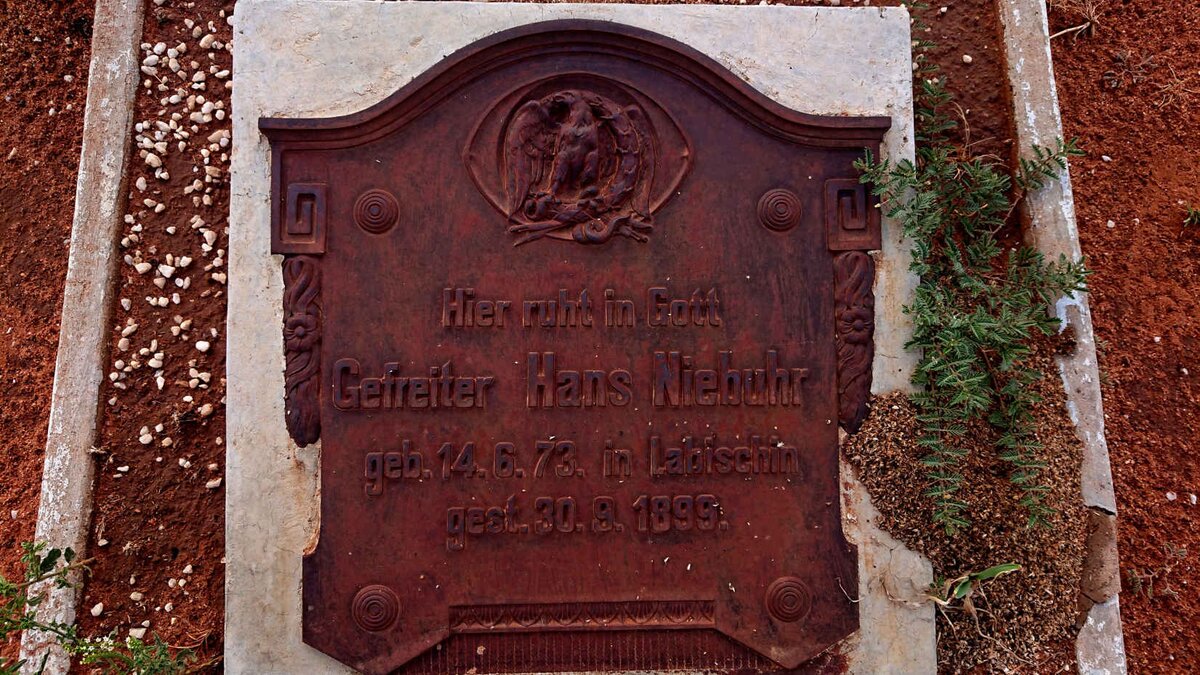 Hier ruht in Gott
Gefreiter Hans Niebuhr
geb. 14. 6. 73. in Labischin
gest. 30. 9. 1899.